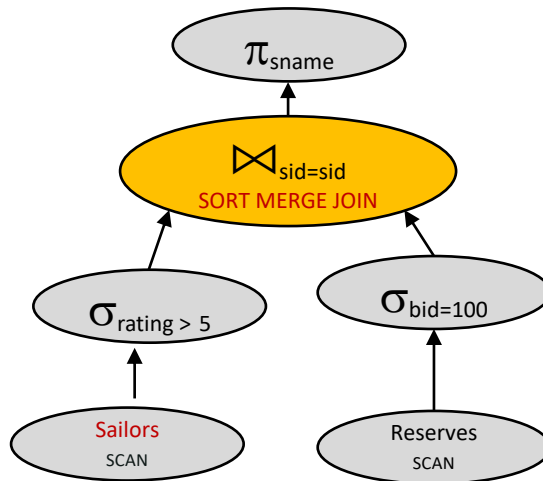 πsname
⋈sid=sid
SORT MERGE JOIN
σrating > 5
σbid=100
Sailors
SCAN
Reserves
SCAN